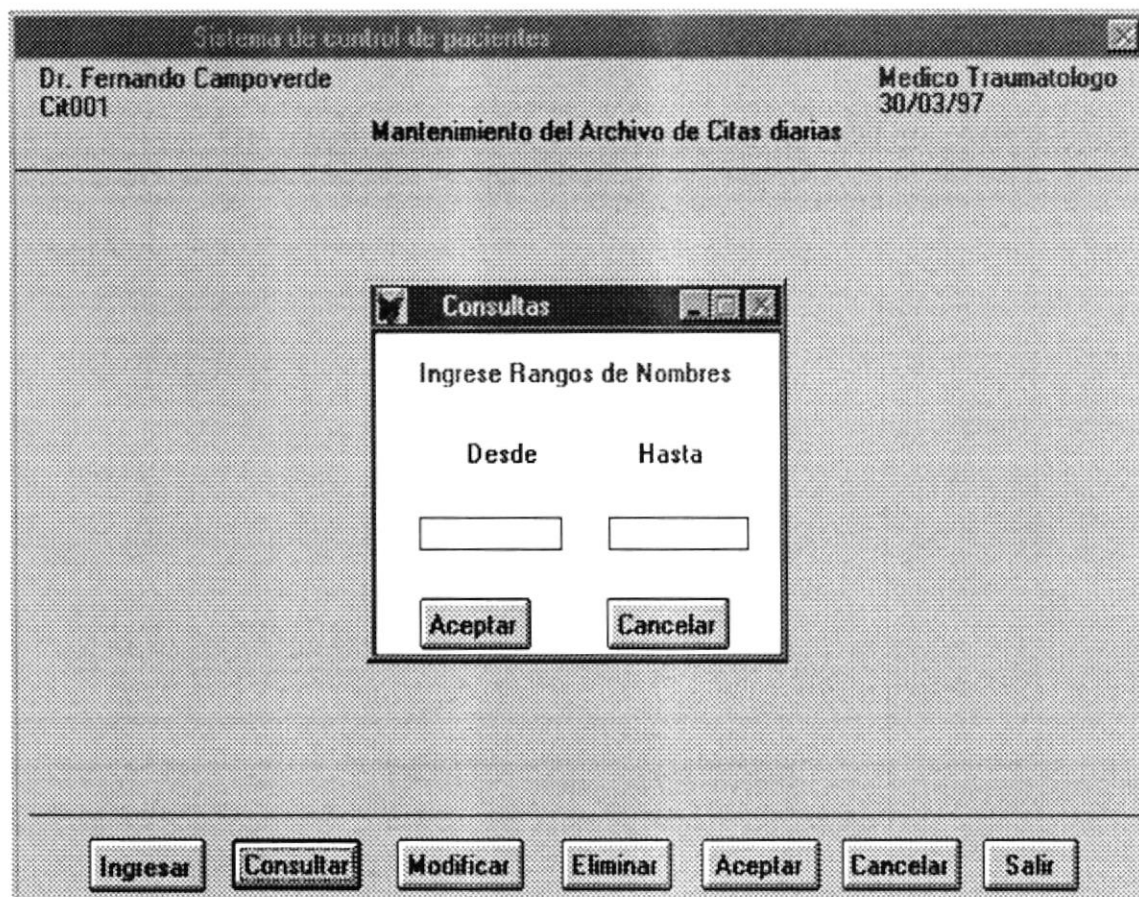 Sistema de control de pacientes
Dr. Fernando Campoverde Medico Traumatologo
Cit001 30/03/97
Mantenimiento del Archivo de Citas diarias
Consultas
Ingrese Rangos de Nombres
Desde Hasta
Aceptar Cancelar
Ingresar Consultar Modificar Eliminar Aceptar Cancelar Salir